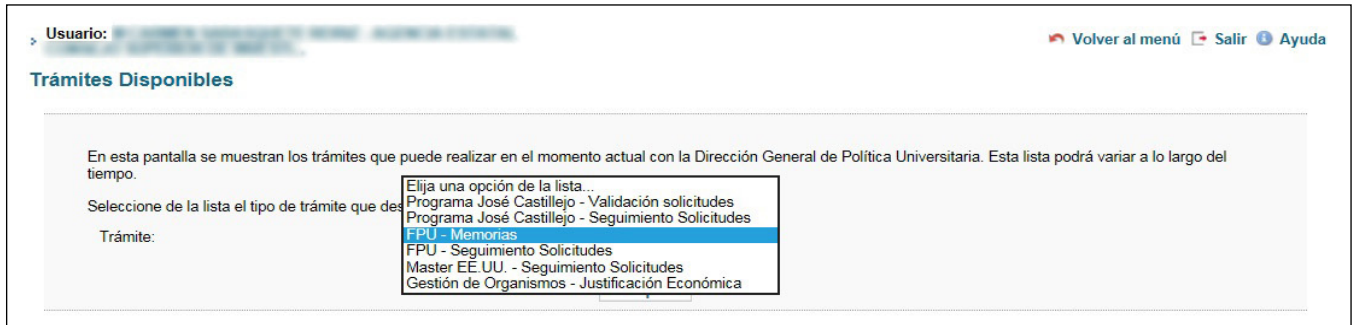 Usuario:
Volver al menú Salir Ayuda
Trámites Disponibles
En esta pantalla se muestran los trámites que puede realizar en el momento actual con la Dirección General de Política Universitaria. Esta lista podrá variar a lo largo del
tiempo.
Elija una opción de la lista...
Programa José Castillejo - Validación solicitudes
Seleccione de la lista el tipo de trámite que des
Programa José Castillejo - Seguimiento Solicitudes
Trámite:
FPU - Memorias
FPU - Seguimiento Solicitudes
Master EE.UU. - Seguimiento Solicitudes
Gestión de Organismos - Justificación Económica